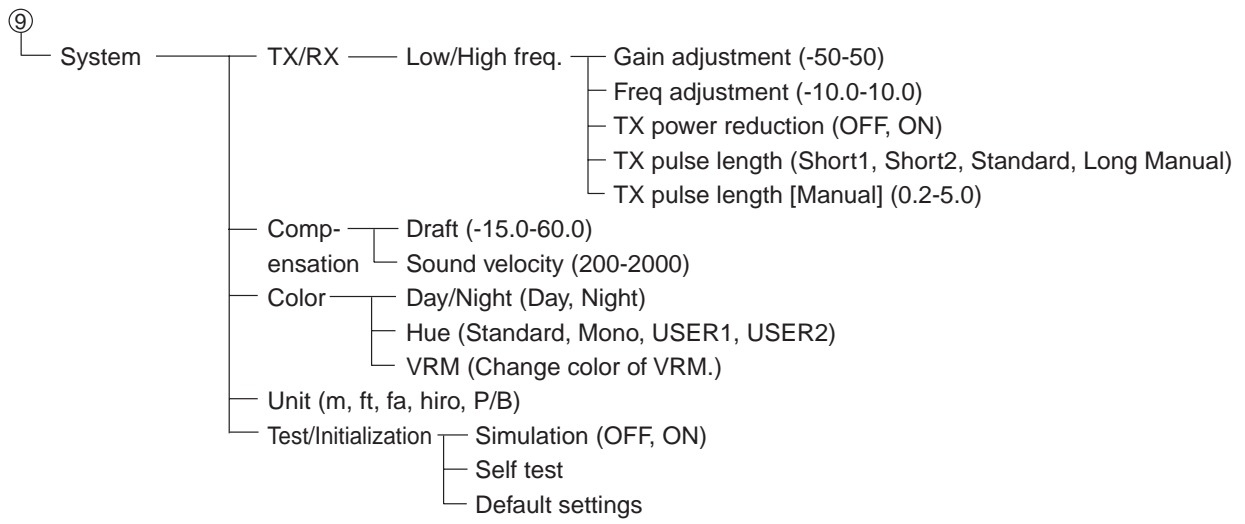 ⑨
System TX/RX Low/High freq. Gain adjustment (-50-50)
Freq adjustment (-10.0-10.0)
TX power reduction (OFF, ON)
TX pulse length (Short1, Short2, Standard, Long Manual)
TX pulse length [Manual] (0.2-5.0)
Comp- Draft (-15.0-60.0)
ensation Sound velocity (200-2000)
Color Day/Night (Day, Night)
Hue (Standard, Mono, USER1, USER2)
VRM (Change color of VRM.)
Unit (m, ft, fa, hiro, P/B)
Test/Initialization Simulation (OFF, ON)
Self test
Default settings